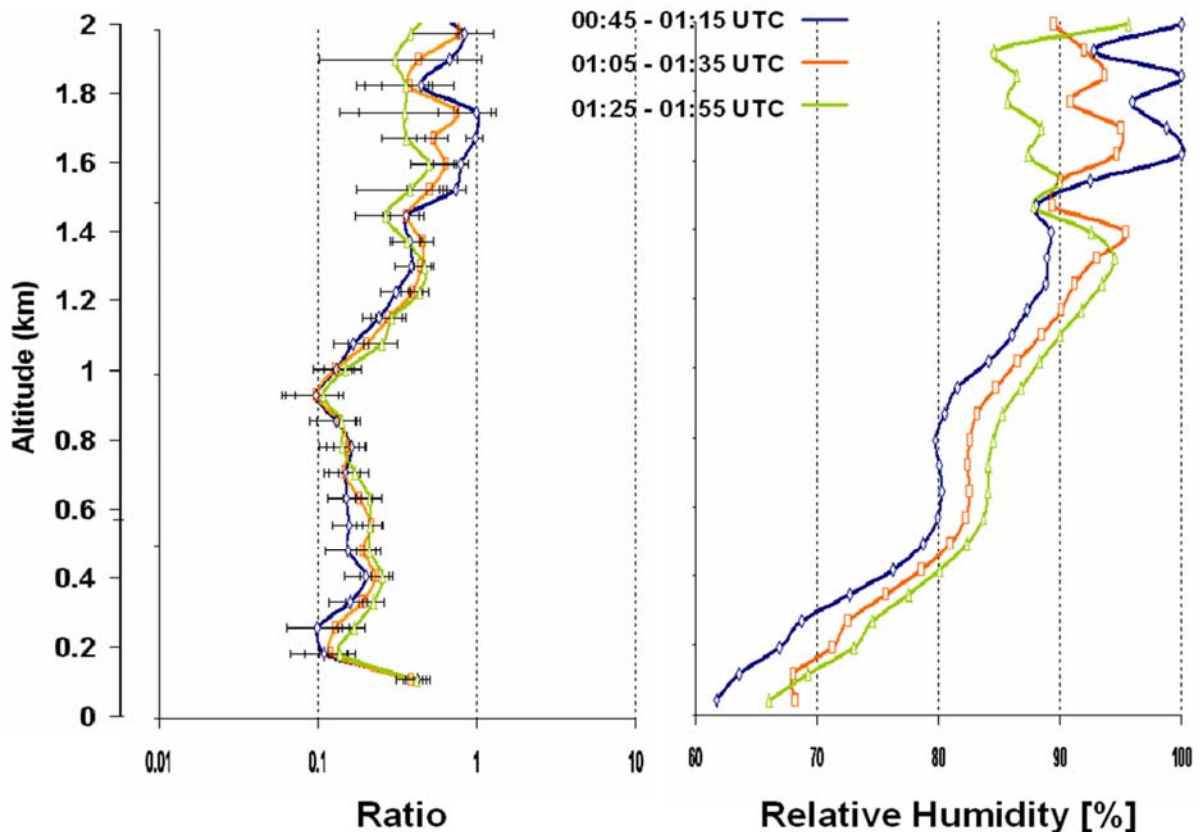 00:45 - 01:15 UTC
01:05 - 01:35 UTC
01:25 - 01:55 UTC
Altitude (km)
2
1.8
1.6
1.4
1.2
1
0.8
0.6
0.4
0.2
0
0.01 0.1 1 10
Ratio
60 70 80 90 100
Relative Humidity [%]